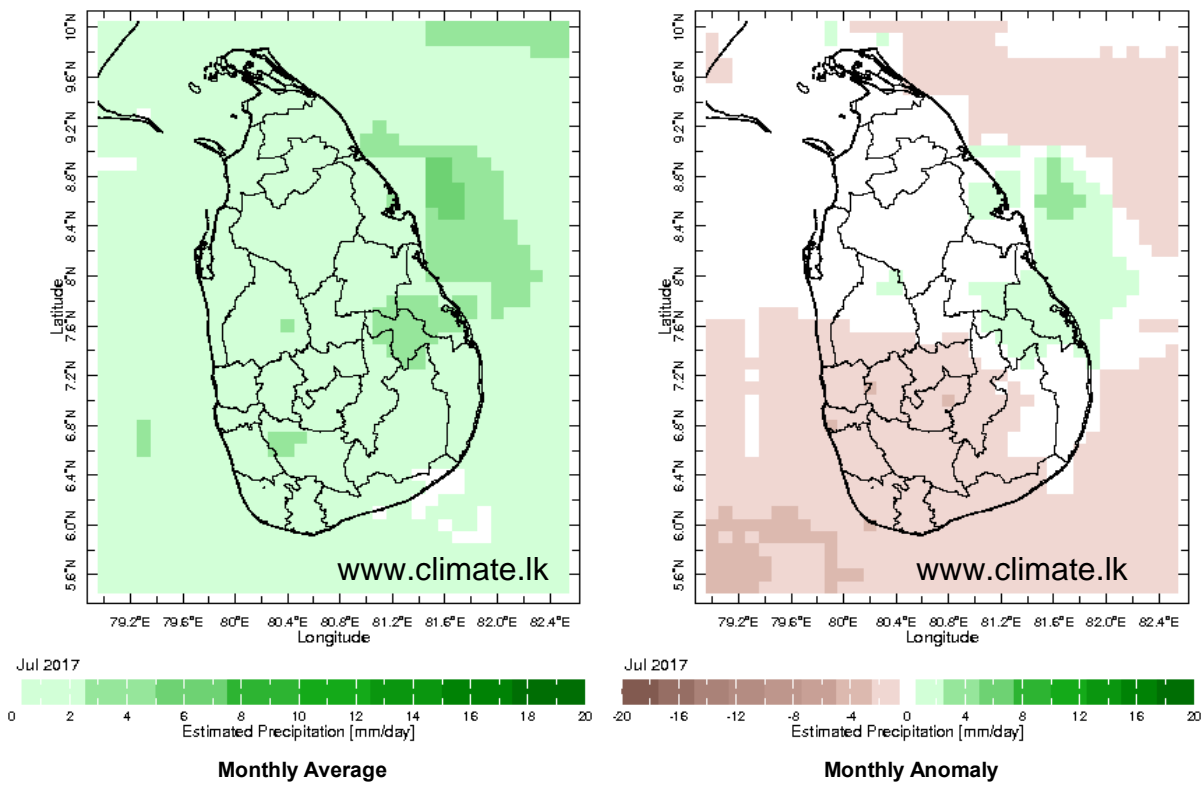 10°N
9.6°N
9.2°N
8.8°N
8.4°N
8°N
7.6°N
7.2°N
6.8°N
6.4°N
6.0°N
5.6°N
Latitude
www.climate.lk
79.2°E 79.6°E 80°E 80.4°E 80.8°E 81.2°E 81.6°E 82.0°E 82.4°E
Longitude
Jul 2017
0 2 4 6 8 10 12 14 16 18 20
Estimated Precipitation [mm/day]
Monthly Average
10°N
9.6°N
9.2°N
8.8°N
8.4°N
8°N
7.6°N
7.2°N
6.8°N
6.4°N
6.0°N
5.6°N
Latitude
www.climate.lk
79.2°E 79.6°E 80°E 80.4°E 80.8°E 81.2°E 81.6°E 82.0°E 82.4°E
Longitude
Jul 2017
-20 -16 -12 -8 -4 0 4 8 12 16 20
Estimated Precipitation [mm/day]
Monthly Anomaly